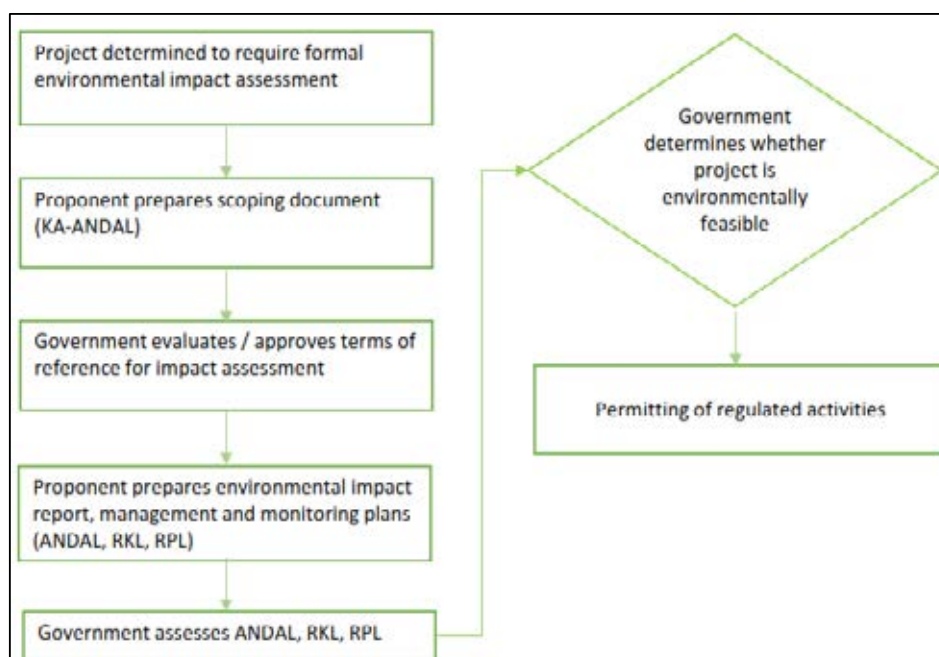 Project determined to require formal
environmental impact assessment
Proponent prepares scoping document
(KA-ANDAL)
Government evaluates / approves terms of
reference for impact assessment
Proponent prepares environmental impact
report, management and monitoring plans
(ANDAL, RKL, RPL)
Government assesses ANDAL, RKL, RPL
Government
determines whether
project is
environmentally
feasible
Permitting of regulated activities